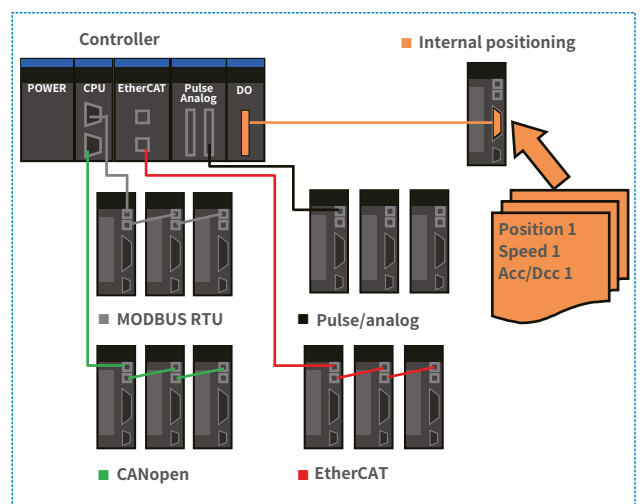 Controller
Internal positioning
POWER
CPU
EtherCAT
Pulse
Analog
DO
Position 1
Speed 1
Acc/Dcc 1
MODBUS RTU
Pulse/analog
CANopen
EtherCAT